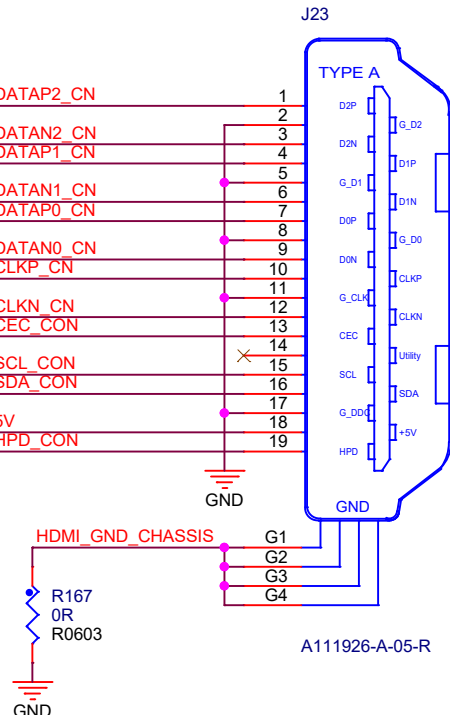 J23
TYPE A
DATAP2_CN 1 D2P
2 G_D2
DATAN2_CN 3 D2N
DATAP1_CN 4 D1P
5 G_D1
DATAN1_CN 6 D1N
DATAP0_CN 7 D0P
8 G_D0
DATAN0_CN 9 D0N
CLKP_CN 10 CLKP
11 G_CLK
CLKN_CN 12 CLKN
CEC_CON 13 CEC
14 Utility
SCL_CON 15 SCL
SDA_CON 16 SDA
17 G_DDC
5V 18 +5V
HPD_CON 19 HPD
GND
GND
HDMI_GND_CHASSIS G1
G2
G3
G4
R167
0R
R0603
A111926-A-05-R
GND